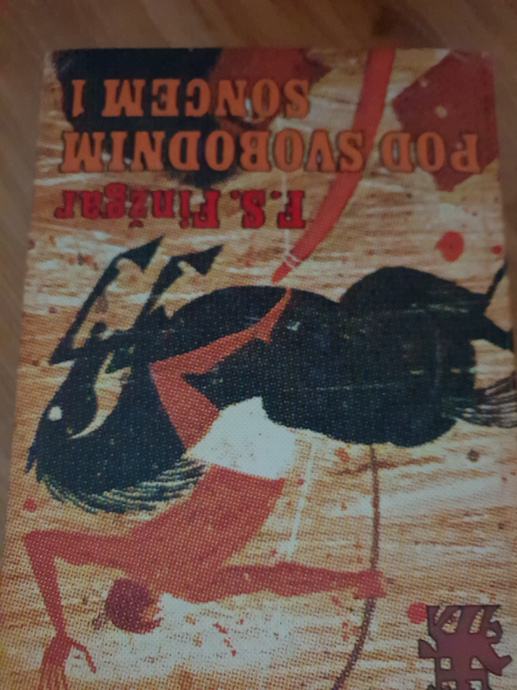 F.S. Finžgar
POD SVOBODNIM
SONCEM I